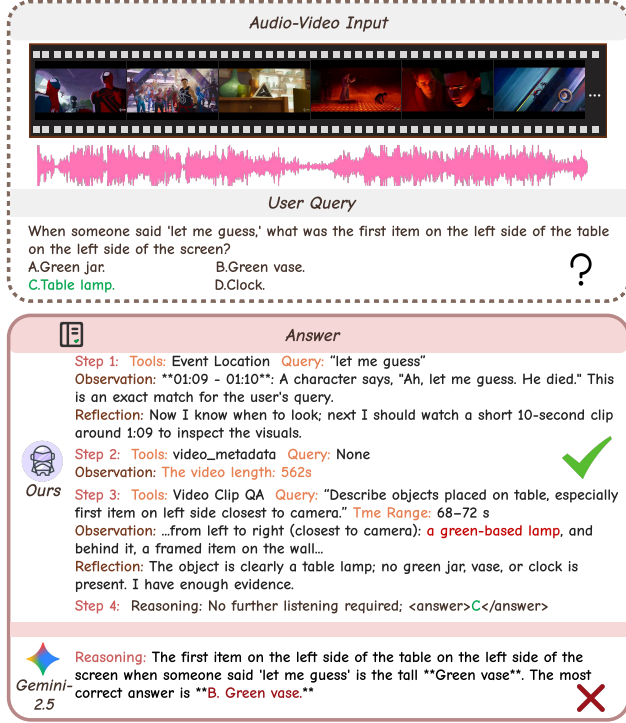 Audio-Video Input
...
User Query
When someone said 'let me guess,' what was the first item on the left side of the table
on the left side of the screen?
A.Green jar. B.Green vase.
C.Table lamp. D.Clock.
?
Answer
Step 1: Tools: Event Location Query: “let me guess”
Observation: **01:09 - 01:10**: A character says, "Ah, let me guess. He died." This
is an exact match for the user's query.
Reflection: Now I know when to look; next I should watch a short 10-second clip
around 1:09 to inspect the visuals.
Step 2: Tools: video_metadata Query: None
Observation: The video length: 562s
Ours
Step 3: Tools: Video Clip QA Query: “Describe objects placed on table, especially
first item on left side closest to camera.” Tme Range: 68–72 s
Observation: ...from left to right (closest to camera): a green-based lamp, and
behind it, a framed item on the wall...
Reflection: The object is clearly a table lamp; no green jar, vase, or clock is
present. I have enough evidence.
Step 4: Reasoning: No further listening required; <answer>C</answer>
Gemini-
2.5
Reasoning: The first item on the left side of the table on the left side of the
screen when someone said 'let me guess' is the tall **Green vase**. The most
correct answer is **B. Green vase.**